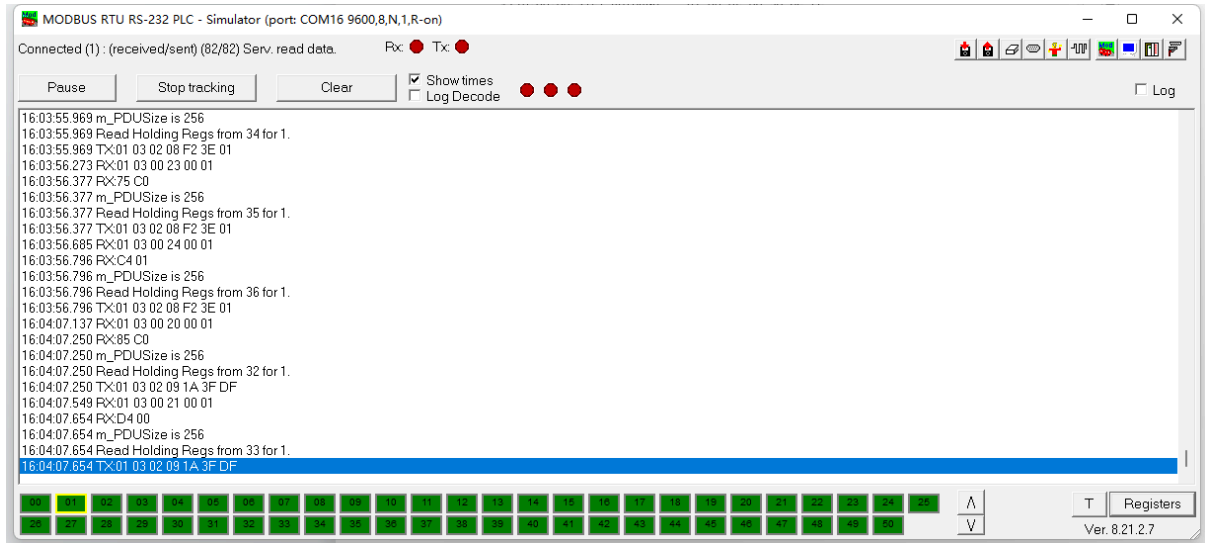 MODBUS RTU RS-232 PLC - Simulator (port: COM16 9600,8,N,1,R-on)
Connected (1) : (received/sent) (82/82) Serv. read data. Rx: Tx:
Pause Stop tracking Clear Show times
Log Decode
Log
16:03:55.969 m_PDUSize is 256
16:03:55.969 Read Holding Regs from 34 for 1.
16:03:55.969 TX:01 03 02 08 F2 3E 01
16:03:56.273 RX:01 03 00 23 00 01
16:03:56.377 RX:75 C0
16:03:56.377 m_PDUSize is 256
16:03:56.377 Read Holding Regs from 35 for 1.
16:03:56.377 TX:01 03 02 08 F2 3E 01
16:03:56.685 RX:01 03 00 24 00 01
16:03:56.796 RX:C4 01
16:03:56.796 m_PDUSize is 256
16:03:56.796 Read Holding Regs from 36 for 1.
16:03:56.796 TX:01 03 02 08 F2 3E 01
16:04:07.137 RX:01 03 00 20 00 01
16:04:07.250 RX:85 C0
16:04:07.250 m_PDUSize is 256
16:04:07.250 Read Holding Regs from 32 for 1.
16:04:07.250 TX:01 03 02 09 1A 3F DF
16:04:07.549 RX:01 03 00 21 00 01
16:04:07.654 RX:D4 00
16:04:07.654 m_PDUSize is 256
16:04:07.654 Read Holding Regs from 33 for 1.
16:04:07.654 TX:01 03 02 09 1A 3F DF
00 01 02 03 04 05 06 07 08 09 10 11 12 13 14 15 16 17 18 19 20 21 22 23 24 25 T Registers
26 27 28 29 30 31 32 33 34 35 36 37 38 39 40 41 42 43 44 45 46 47 48 49 50 Ver. 8.21.2.7